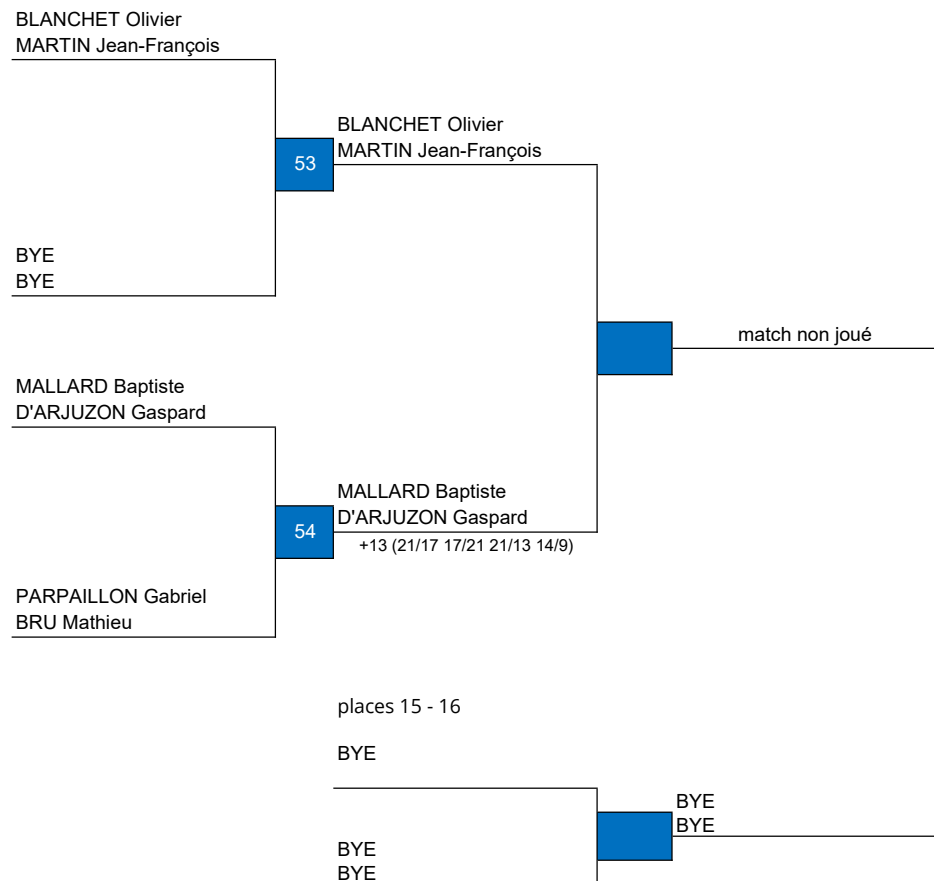 BLANCHET Olivier
MARTIN Jean-François
BLANCHET Olivier
MARTIN Jean-François
53
BYE
BYE
match non joué
MALLARD Baptiste
D'ARJUZON Gaspard
MALLARD Baptiste
D'ARJUZON Gaspard
54
+13 (21/17 17/21 21/13 14/9)
PARPAILLON Gabriel
BRU Mathieu
places 15 - 16
BYE
BYE
BYE
BYE
BYE